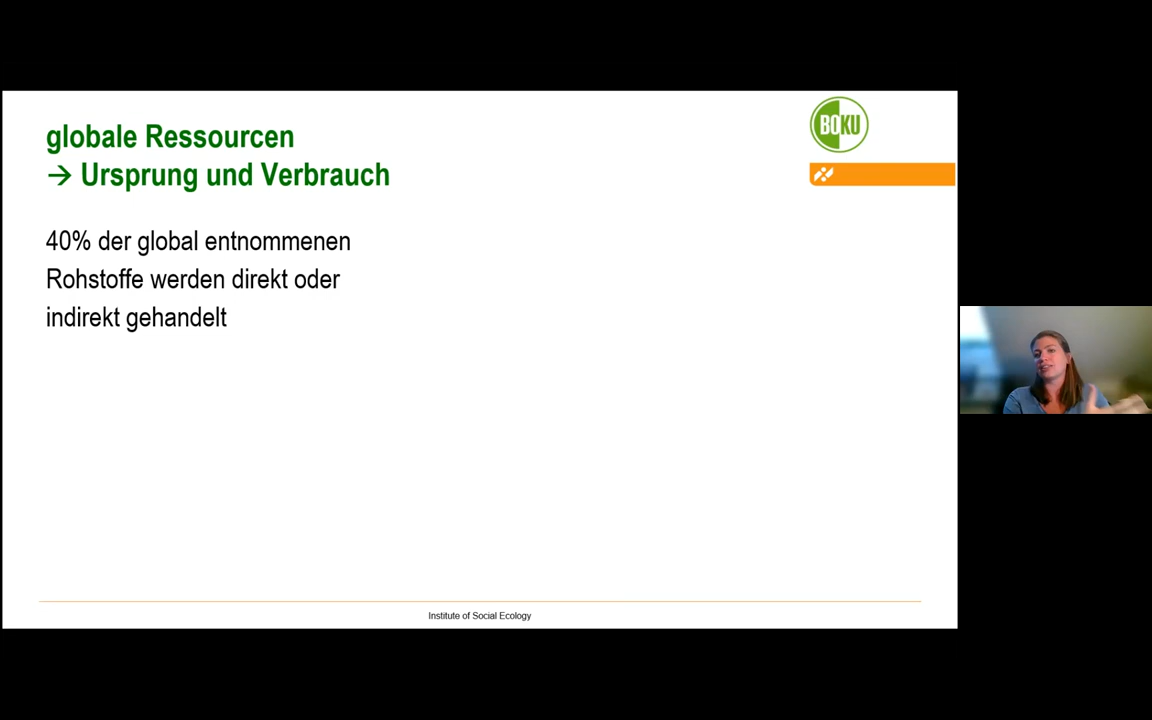 globale Ressourcen
→ Ursprung und Verbrauch
BOKU
40% der global entnommenen
Rohstoffe werden direkt oder
indirekt gehandelt
Institute of Social Ecology